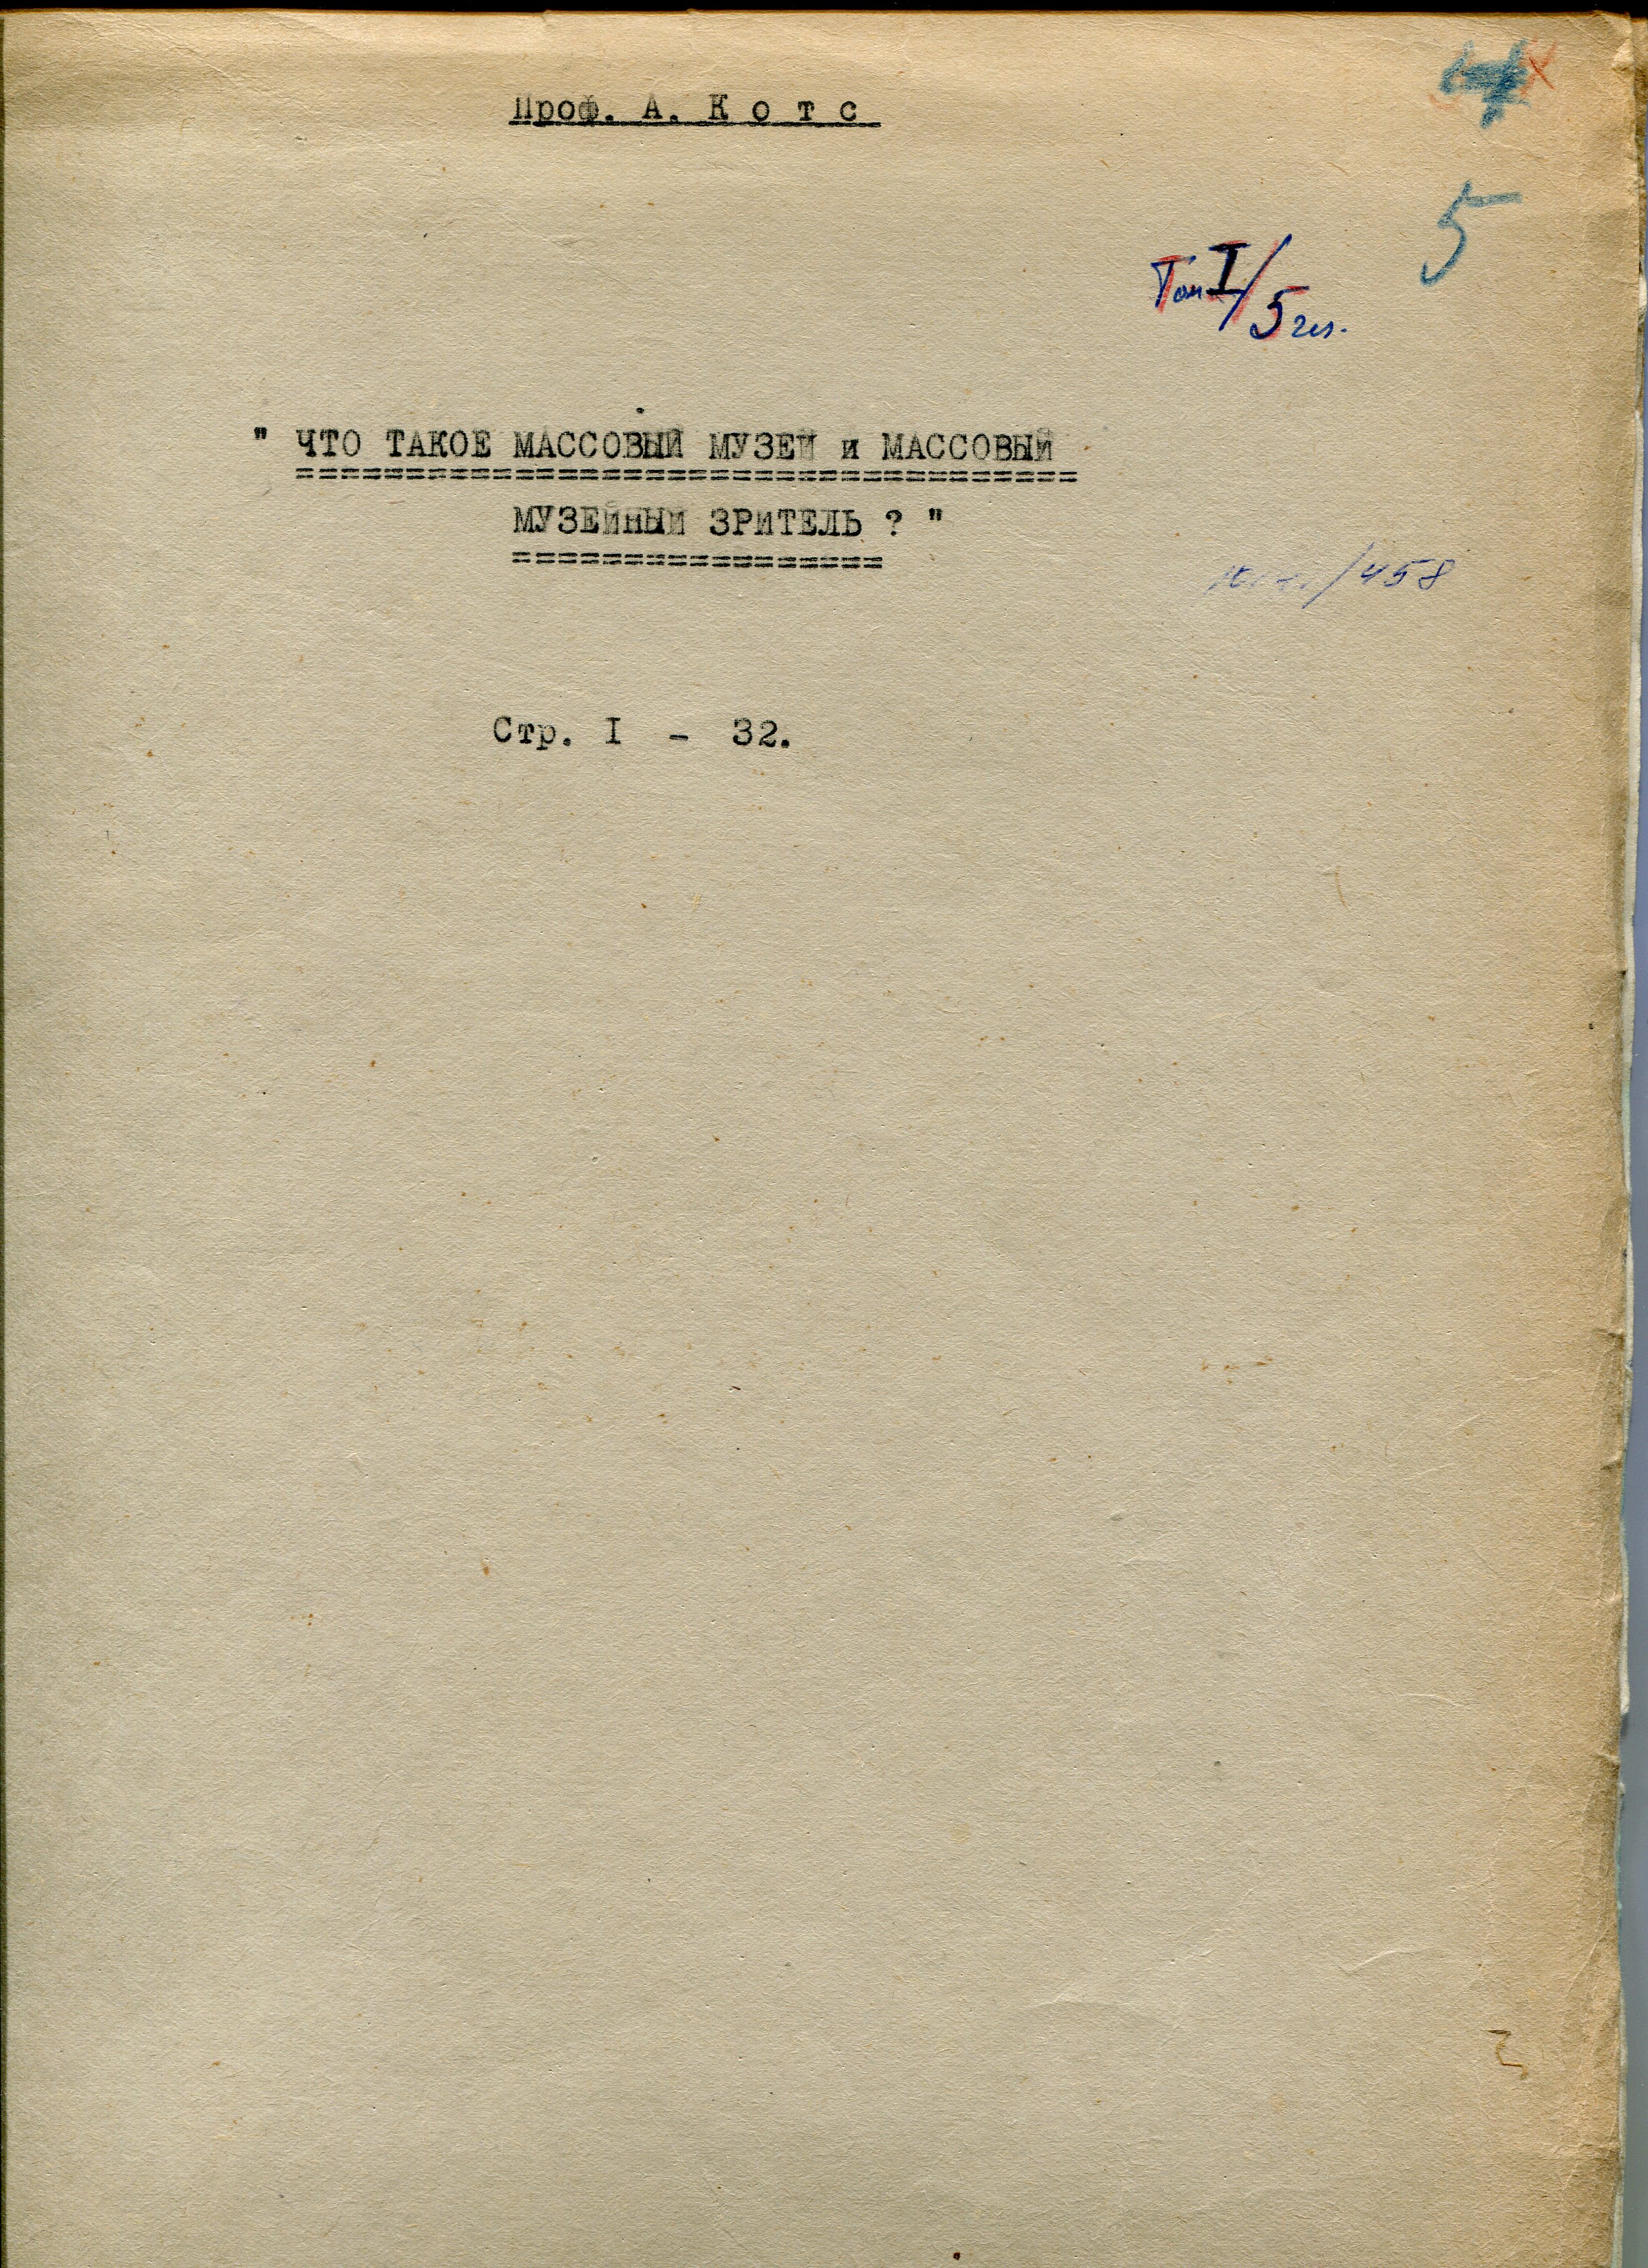 Проф. А. К о т с
5
Том I/5 гл.
" ЧТО ТАКОЕ МАССОВЫЙ МУЗЕЙ и МАССОВЫЙ
МУЗЕЙНЫЙ ЗРИТЕЛЬ ? "
/458
Стр. I - 32.